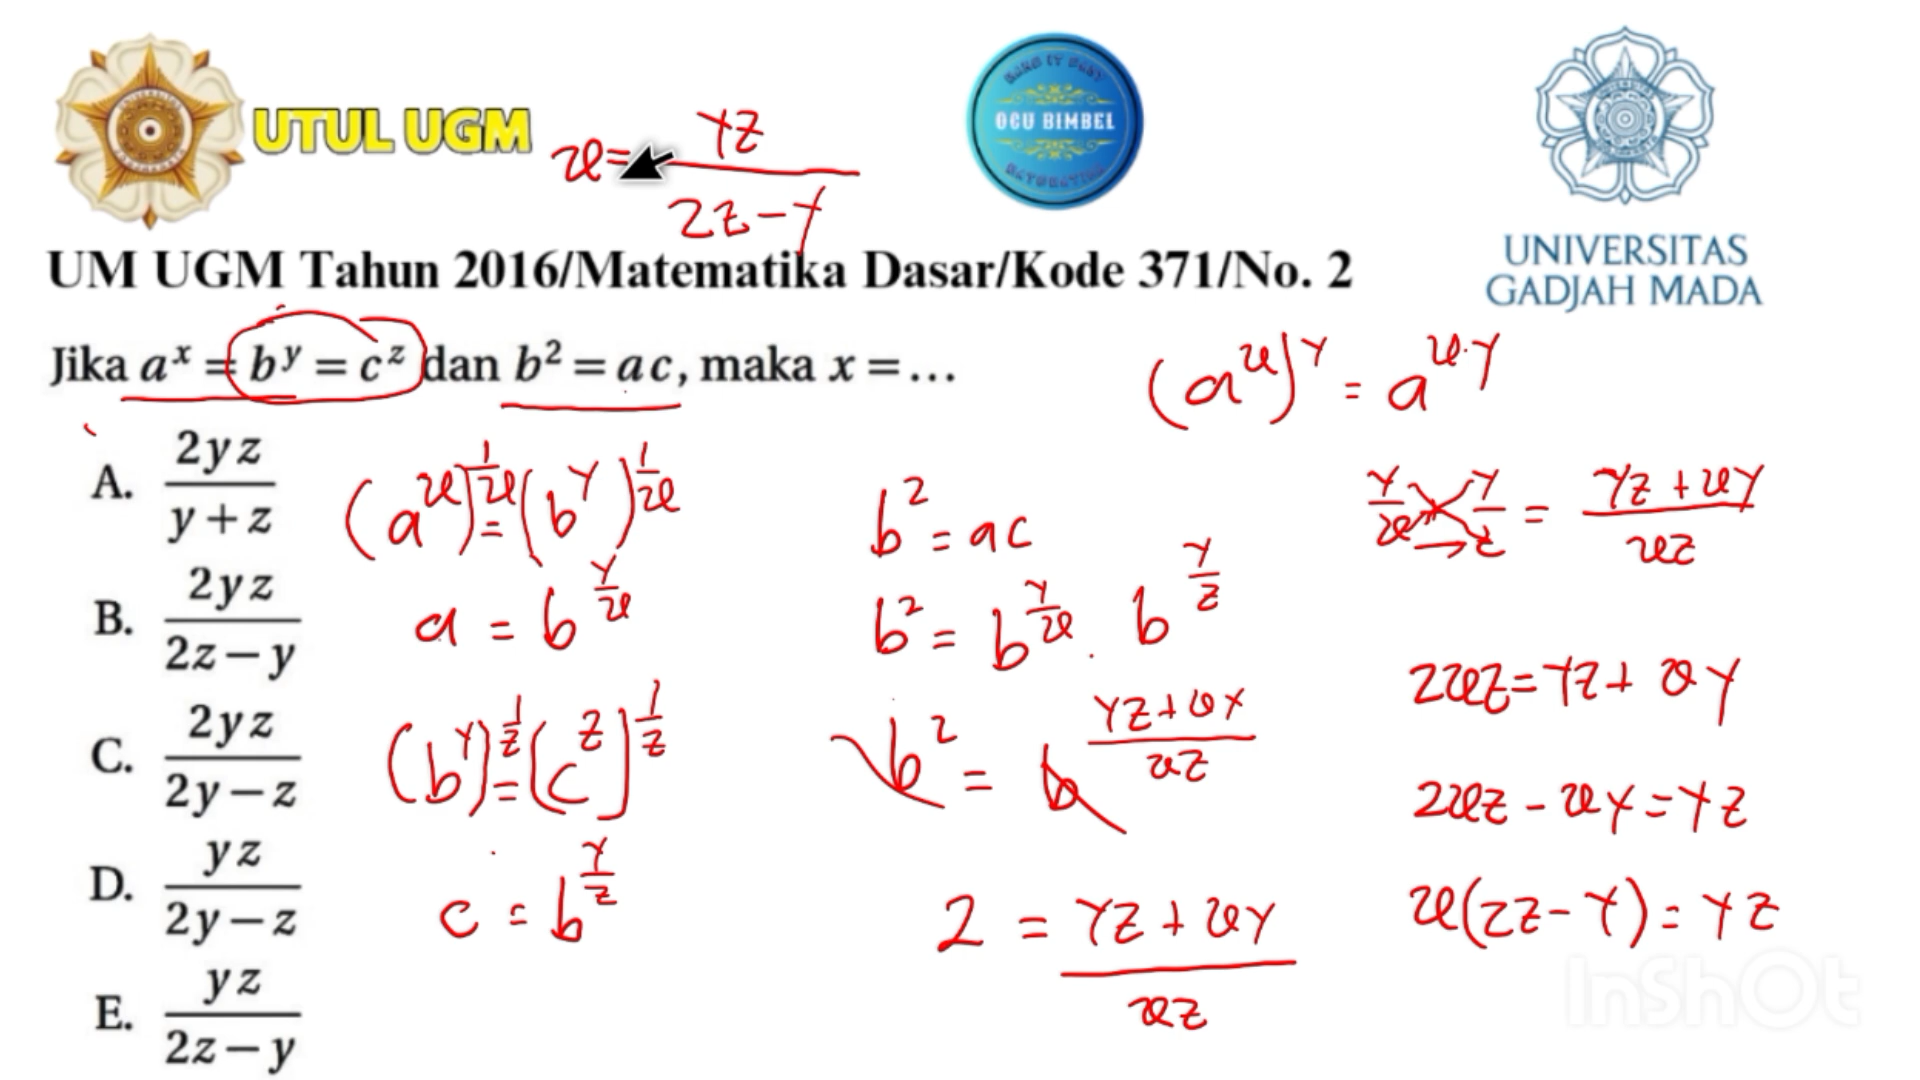 UTUL UGM
x = yz / (2z - y)
MAKE IT EASY
OCU BIMBEL
UNIVERSITAS
GADJAH MADA
UM UGM Tahun 2016/Matematika Dasar/Kode 371/No. 2
Jika a^x = b^y = c^z dan b^2 = ac, maka x = ...
A. 2yz / (y + z)
B. 2yz / (2z - y)
C. 2yz / (2y - z)
D. yz / (2y - z)
E. yz / (2z - y)
(a^x)^(1/x) = (b^y)^(1/x)
a = b^(y/x)
(b^y)^(1/z) = (c^z)^(1/z)
c = b^(y/z)
b^2 = ac
b^2 = b^(y/x) . b^(y/z)
b^2 = b^((yz + xy)/xz)
2 = (yz + xy) / xz
(a^x)^y = a^(x.y)
y/x y/z = (yz + xy) / xz
2xz = yz + xy
2xz - xy = yz
x(2z - y) = yz
InShOt